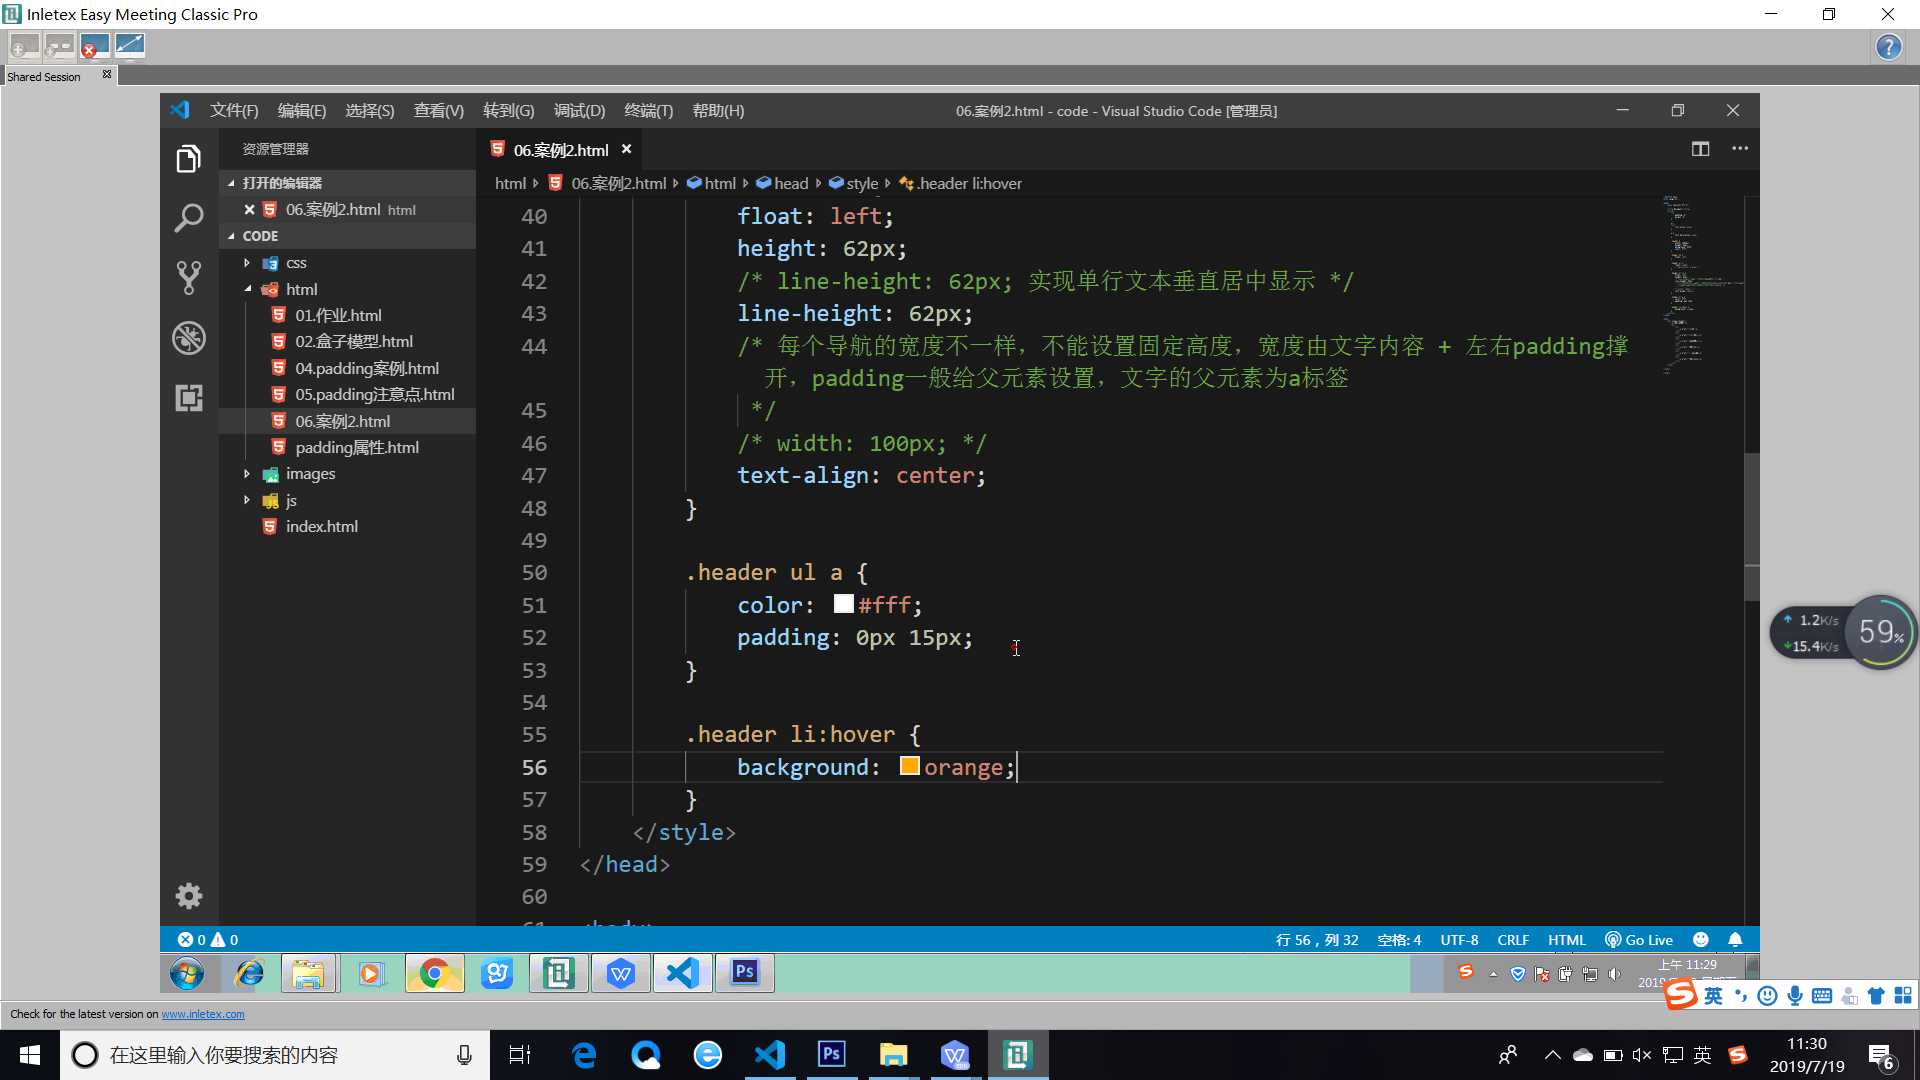 Inletex Easy Meeting Classic Pro
Shared Session
文件(F) 编辑(E) 选择(S) 查看(V) 转到(G) 调试(D) 终端(T) 帮助(H) 06.案例2.html - code - Visual Studio Code [管理员]
资源管理器
06.案例2.html
打开的编辑器
html 06.案例2.html html head style .header li:hover
06.案例2.html html
CODE
css
html
01.作业.html
02.盒子模型.html
04.padding案例.html
05.padding注意点.html
06.案例2.html
padding属性.html
images
js
index.html
40 float: left;
41 height: 62px;
42 /* line-height: 62px; 实现单行文本垂直居中显示 */
43 line-height: 62px;
44 /* 每个导航的宽度不一样，不能设置固定高度，宽度由文字内容 + 左右padding撑
开，padding一般给父元素设置，文字的父元素为a标签
45 */
46 /* width: 100px; */
47 text-align: center;
48 }
49
50 .header ul a {
51 color: #fff;
52 padding: 0px 15px;
53 }
54
55 .header li:hover {
56 background: orange;
57 }
58 </style>
59 </head>
60
1.2K/s
15.4K/s
59%
0 0 行 56，列 32 空格: 4 UTF-8 CRLF HTML Go Live
上午 11:29
英
Check for the latest version on www.inletex.com
在这里输入你要搜索的内容
英
11:30
2019/7/19
6